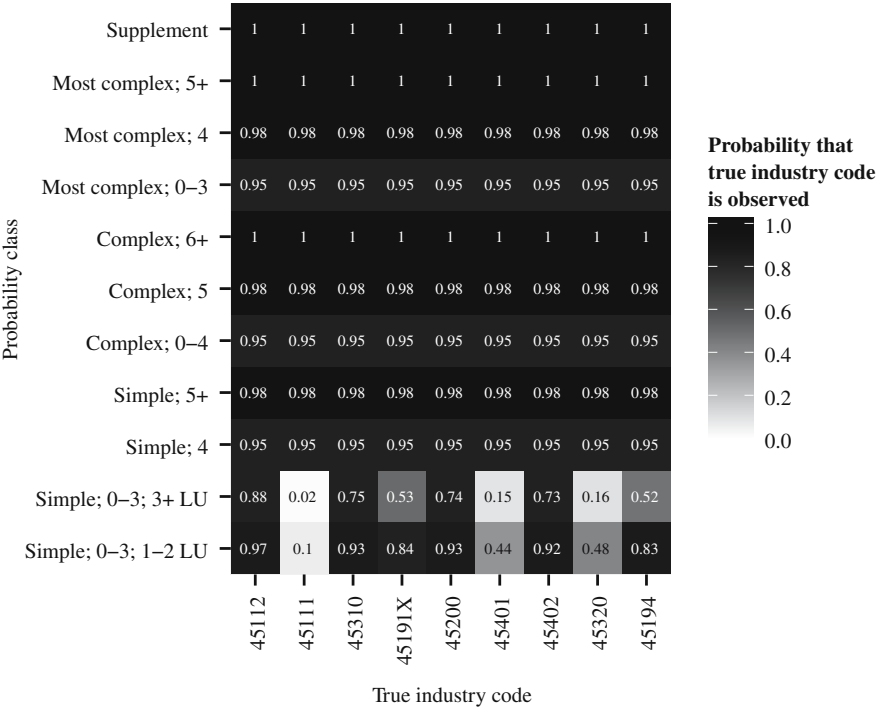 Probability class
Supplement 1 1 1 1 1 1 1 1 1
Most complex; 5+ 1 1 1 1 1 1 1 1 1
Most complex; 4 0.98 0.98 0.98 0.98 0.98 0.98 0.98 0.98 0.98
Most complex; 0−3 0.95 0.95 0.95 0.95 0.95 0.95 0.95 0.95 0.95
Complex; 6+ 1 1 1 1 1 1 1 1 1
Complex; 5 0.98 0.98 0.98 0.98 0.98 0.98 0.98 0.98 0.98
Complex; 0−4 0.95 0.95 0.95 0.95 0.95 0.95 0.95 0.95 0.95
Simple; 5+ 0.98 0.98 0.98 0.98 0.98 0.98 0.98 0.98 0.98
Simple; 4 0.95 0.95 0.95 0.95 0.95 0.95 0.95 0.95 0.95
Simple; 0−3; 3+ LU 0.88 0.02 0.75 0.53 0.74 0.15 0.73 0.16 0.52
Simple; 0−3; 1−2 LU 0.97 0.1 0.93 0.84 0.93 0.44 0.92 0.48 0.83
45112 45111 45310 45191X 45200 45401 45402 45320 45194
True industry code
Probability that
true industry code
is observed
1.0
0.8
0.6
0.4
0.2
0.0